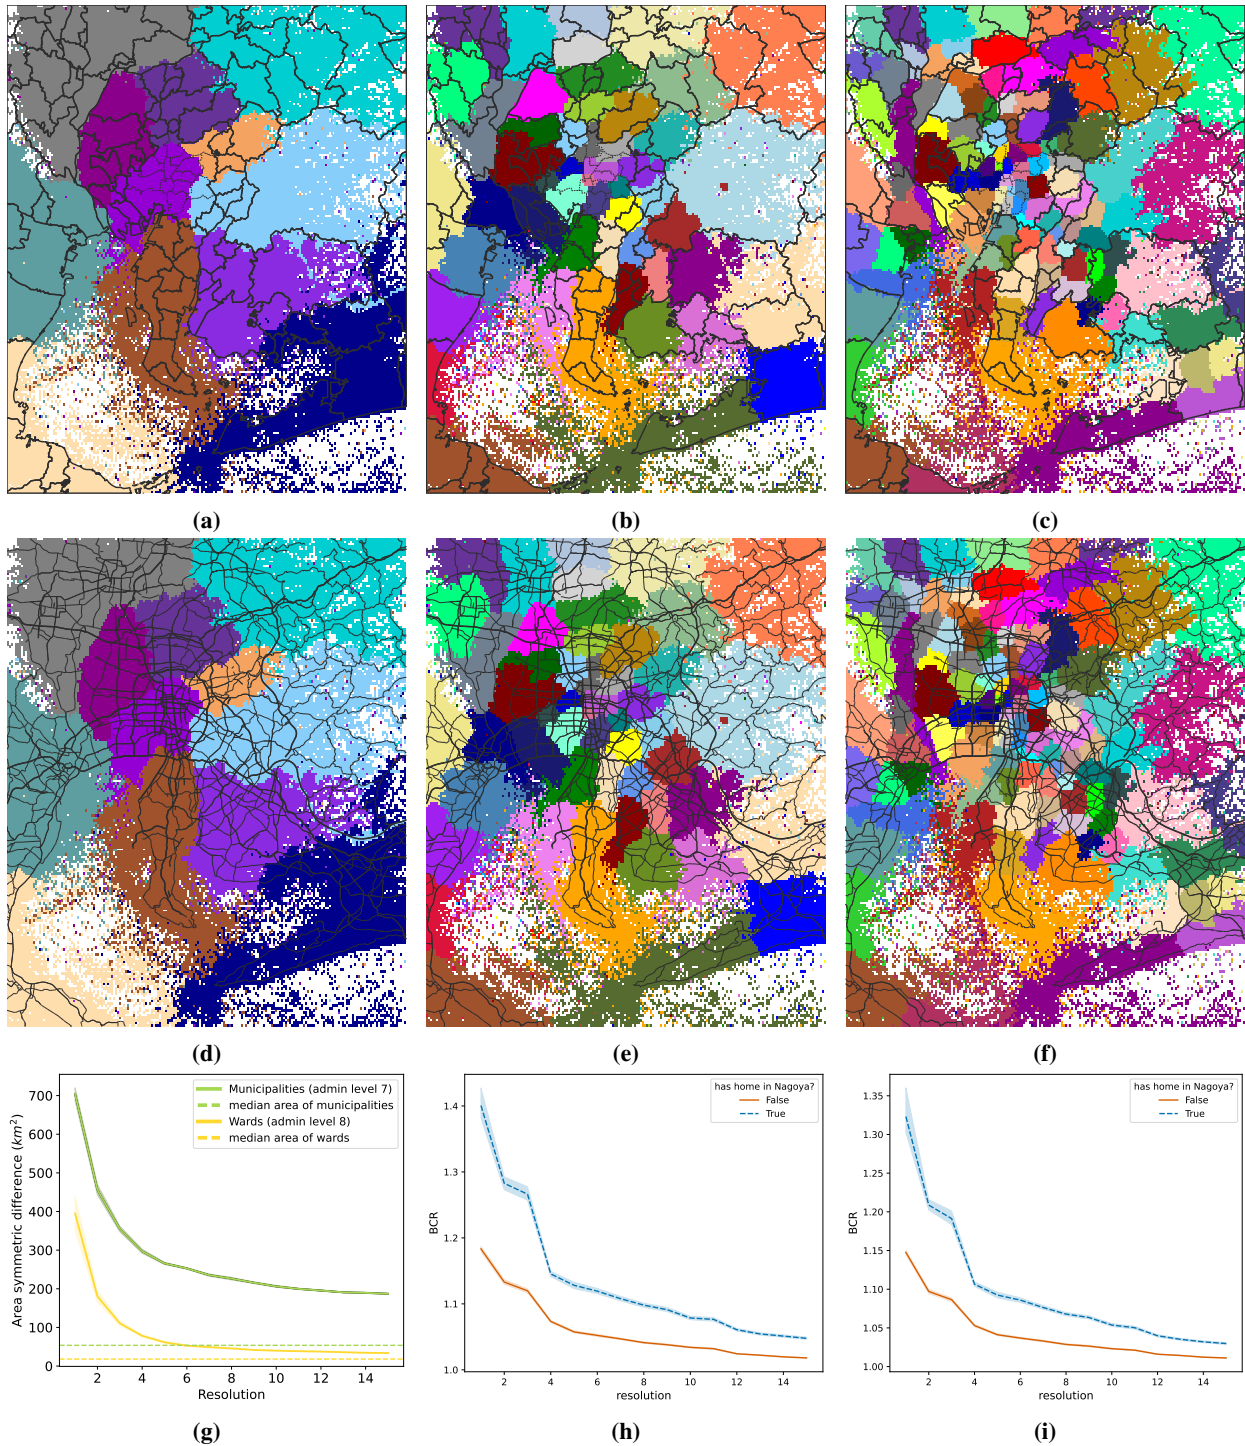 (a)
(b)
(c)
(d)
(e)
(f)
Area symmetric difference (km²)
700
600
500
400
300
200
100
0
2
4
6
8
10
12
14
Resolution
Municipalities (admin level 7)
median area of municipalities
Wards (admin level 8)
median area of wards
(g)
BCR
1.4
1.3
1.2
1.1
1.0
2
4
6
8
10
12
14
resolution
has home in Nagoya?
False
True
(h)
BCR
1.35
1.30
1.25
1.20
1.15
1.10
1.05
1.00
2
4
6
8
10
12
14
resolution
has home in Nagoya?
False
True
(i)